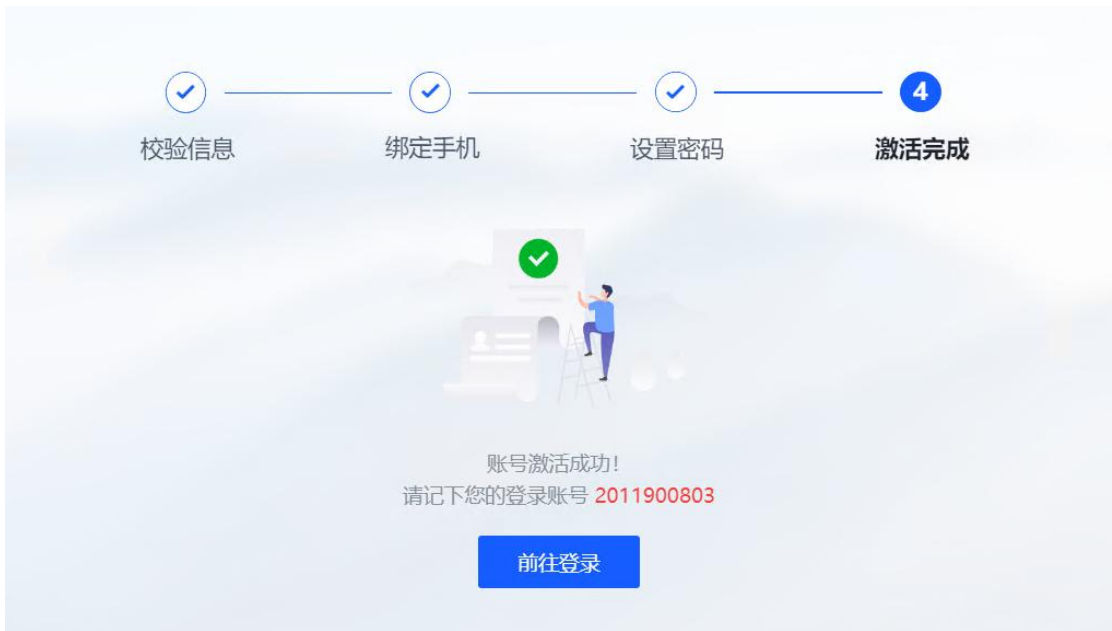 4
校验信息 绑定手机 设置密码 激活完成
账号激活成功!
请记下您的登录账号 2011900803
前往登录